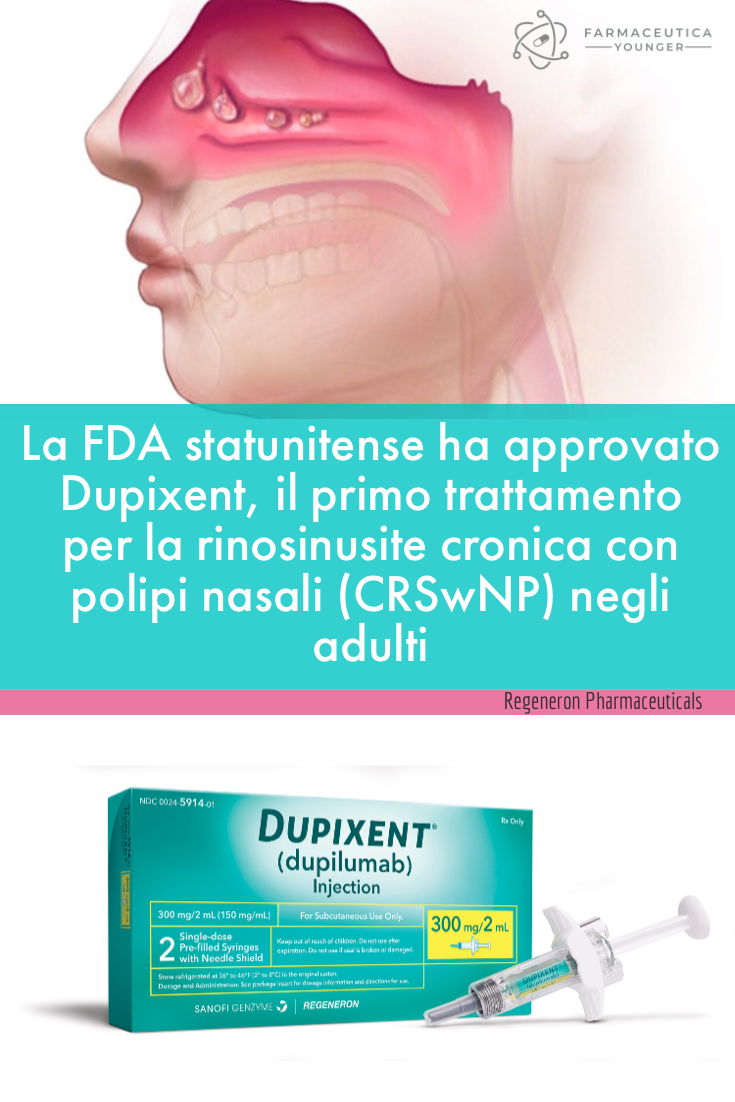 FARMACEUTICA
YOUNGER
La FDA statunitense ha approvato
Dupixent, il primo trattamento
per la rinosinusite cronica con
polipi nasali (CRSwNP) negli
adulti
Regeneron Pharmaceuticals
NDC 0024-5914-01
Rx Only
DUPIXENT®
(dupilumab)
Injection
300 mg/2 mL (150 mg/mL)
For Subcutaneous Use Only.
300 mg/2 mL
2 Single-dose
Pre-filled Syringes
with Needle Shield
Keep out of reach of children. Do not use after
expiration. Do not use if seal is broken or damaged.
Store refrigerated at 36° to 46°F (2° to 8°C) in the original carton.
Dosage and Administration: See package insert for dosage information and directions for use.
SANOFI GENZYME
REGENERON
DUPIXENT
(dupilumab)